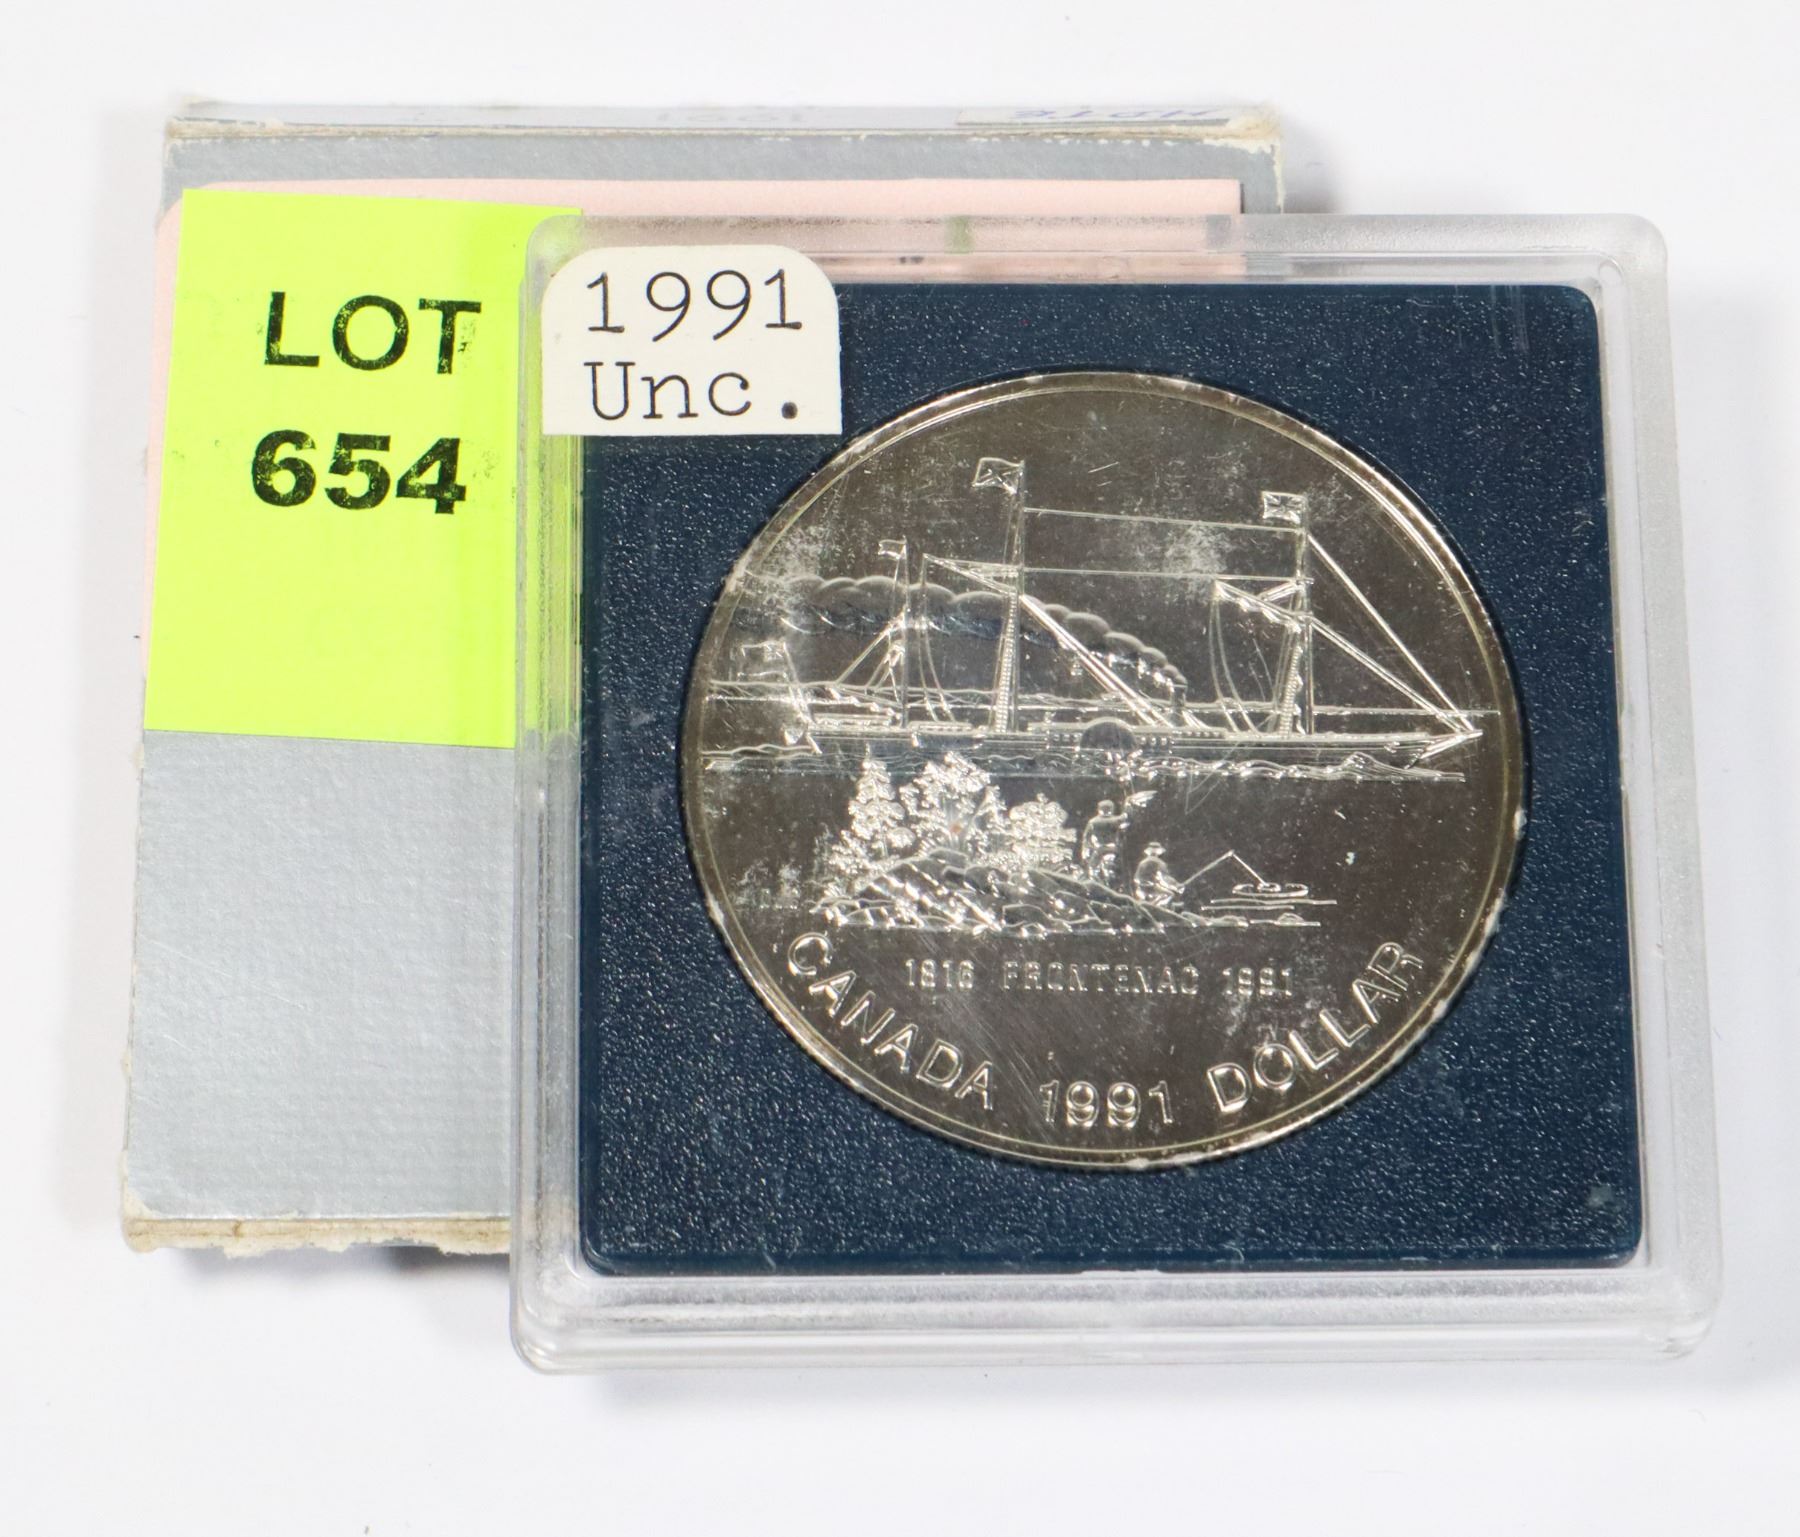 LOT
654
1991
Unc.
1816 FRONTENAC 1991
CANADA 1991 DOLLAR